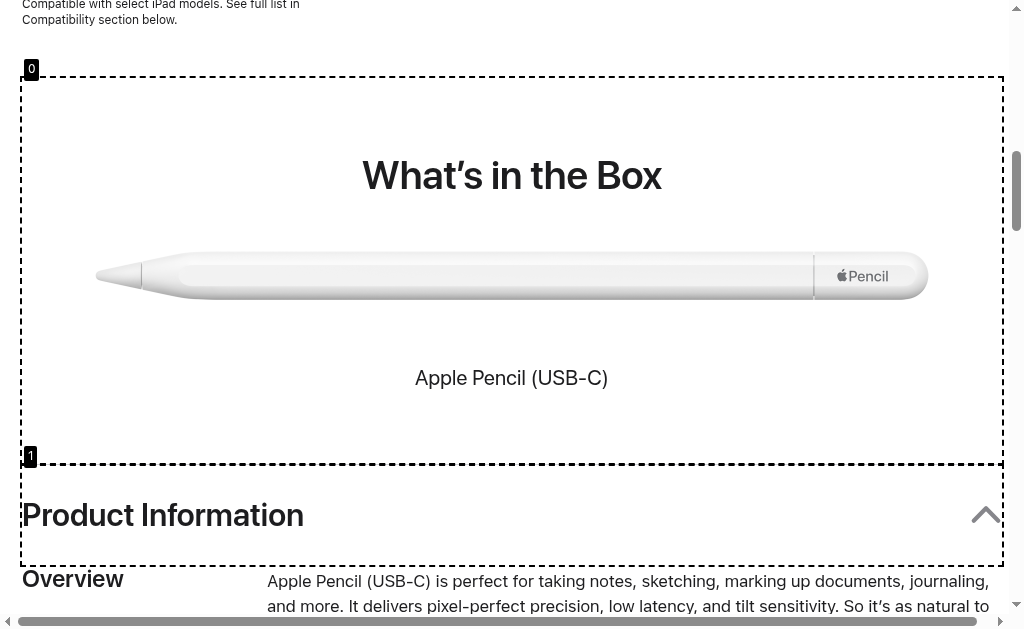 Compatible with select iPad models. See full list in
Compatibility section below.
0
What’s in the Box
Pencil
Apple Pencil (USB-C)
1
Product Information
Overview
Apple Pencil (USB-C) is perfect for taking notes, sketching, marking up documents, journaling,
and more. It delivers pixel-perfect precision, low latency, and tilt sensitivity. So it’s as natural to